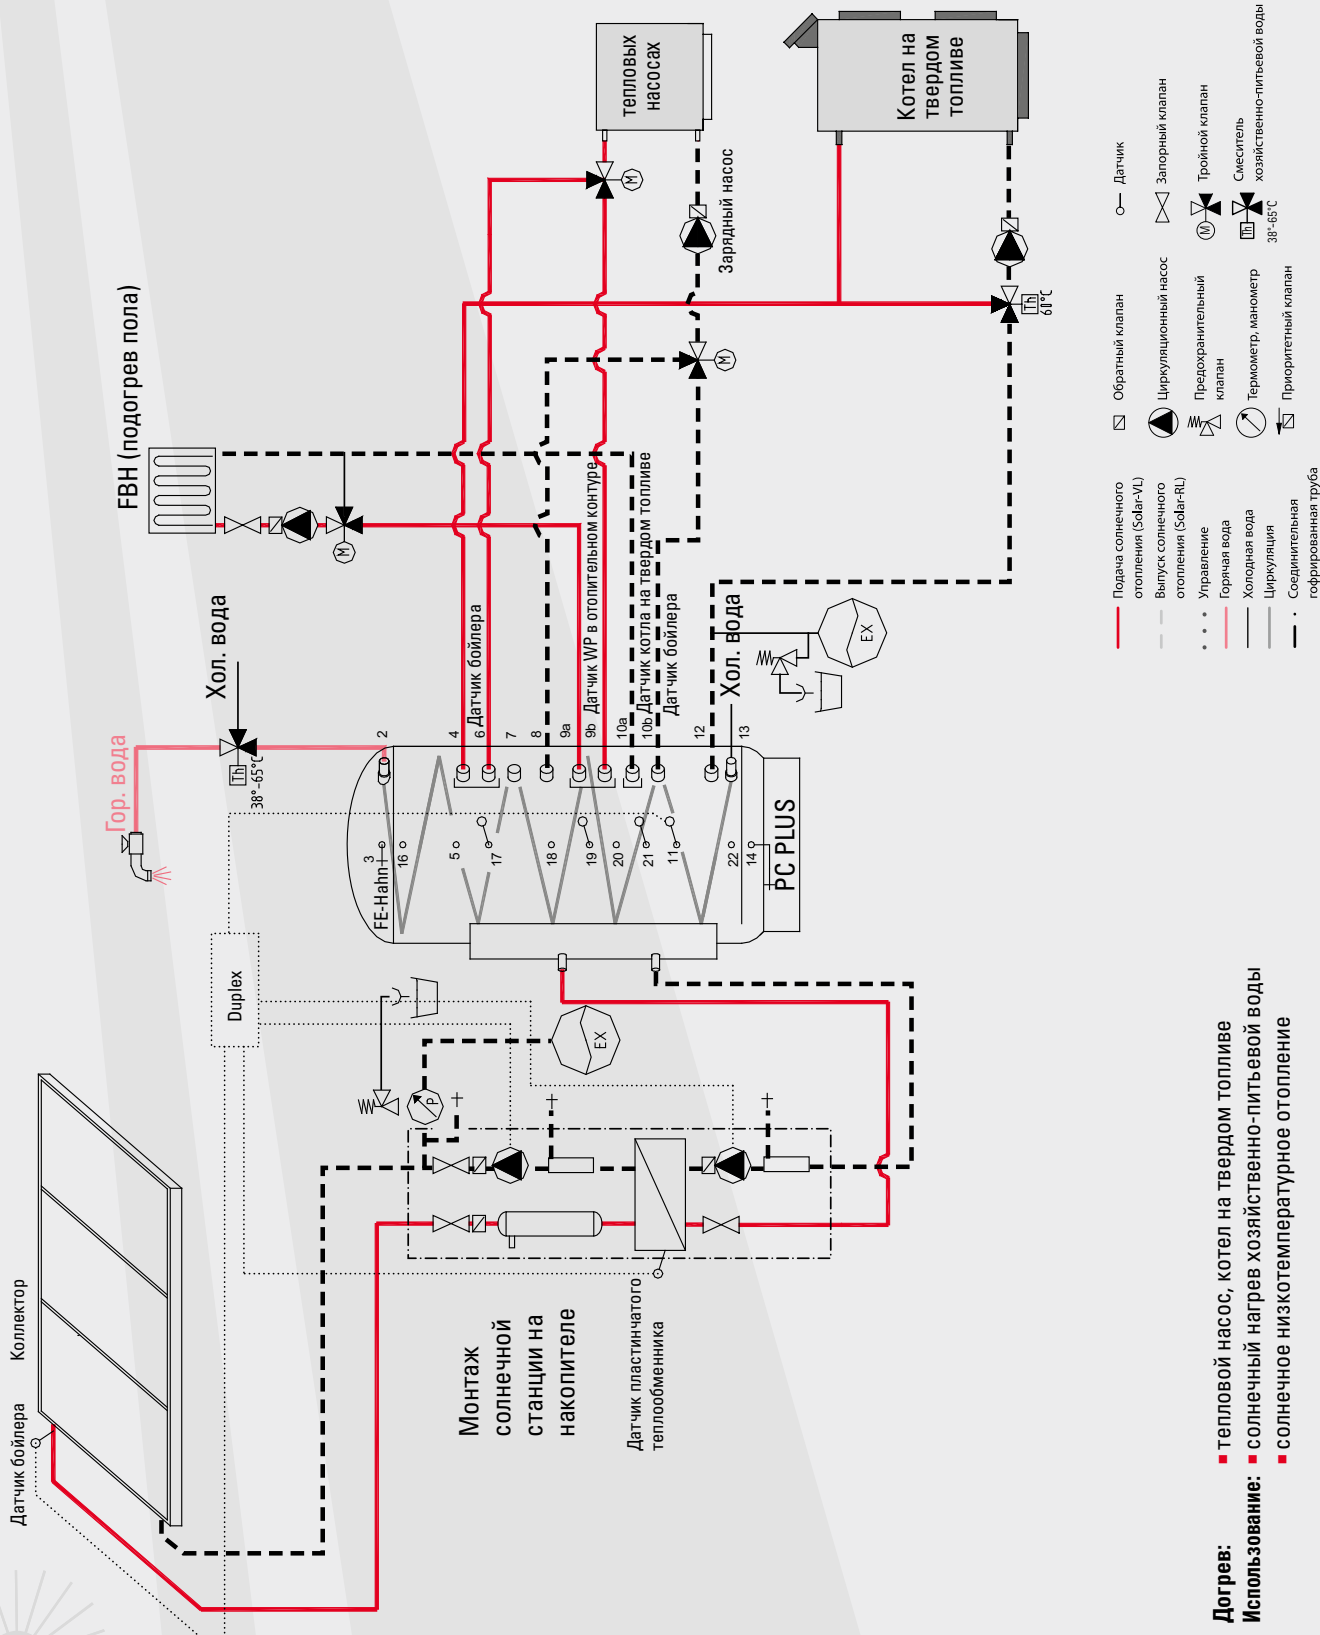 Датчик бойлера
Коллектор
Duplex
Гор. вода
Th
38°-65°C
Хол. вода
FBH (подогрев пола)
M
тепловых
насосах
M
Зарядный насос
M
Котел на
твердом
топливе
Th
60°C
Датчик бойлера
Датчик WP в отопительном контуре
Датчик котла на твердом топливе
Датчик бойлера
Хол. вода
EX
2
4
6
7
8
9a
9b
10a
10b
12
13
FE-Hahn
3
16
5
17
18
19
20
21
11
22
14
PC PLUS
P
EX
Монтаж
солнечной
станции на
накопителе
Датчик пластинчатого
теплообменника
Догрев:
тепловой насос, котел на твердом топливе
Использование:
солнечный нагрев хозяйственно-питьевой воды
солнечное низкотемпературное отопление
Подача солнечного
отопления (Solar-VL)
Выпуск солнечного
отопления (Solar-RL)
Управление
Горячая вода
Холодная вода
Циркуляция
Соединительная
гофрированная труба
Обратный клапан
Циркуляционный насос
Предохранительный
клапан
Термометр, манометр
Приоритетный клапан
Датчик
Запорный клапан
M
Тройной клапан
Th
38°-65°C
Смеситель
хозяйственно-питьевой воды